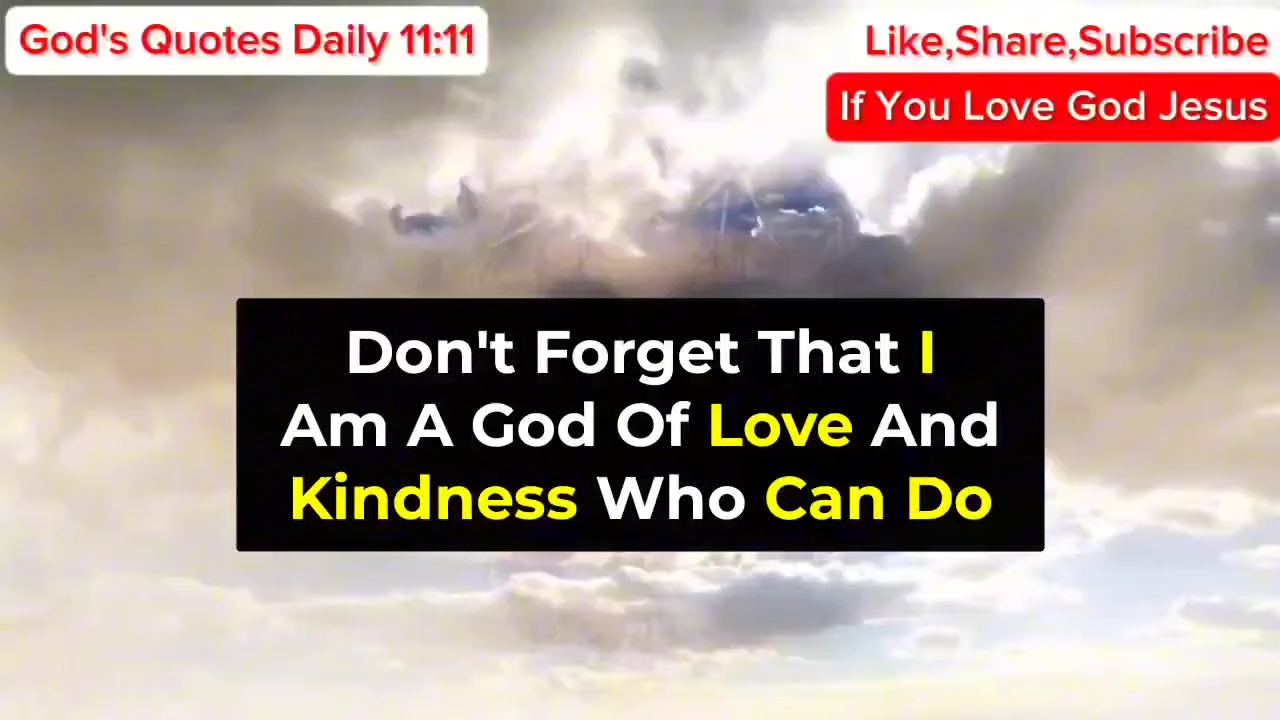 God's Quotes Daily 11:11
Like,Share,Subscribe
If You Love God Jesus
Don't Forget That I
Am A God Of Love And
Kindness Who Can Do